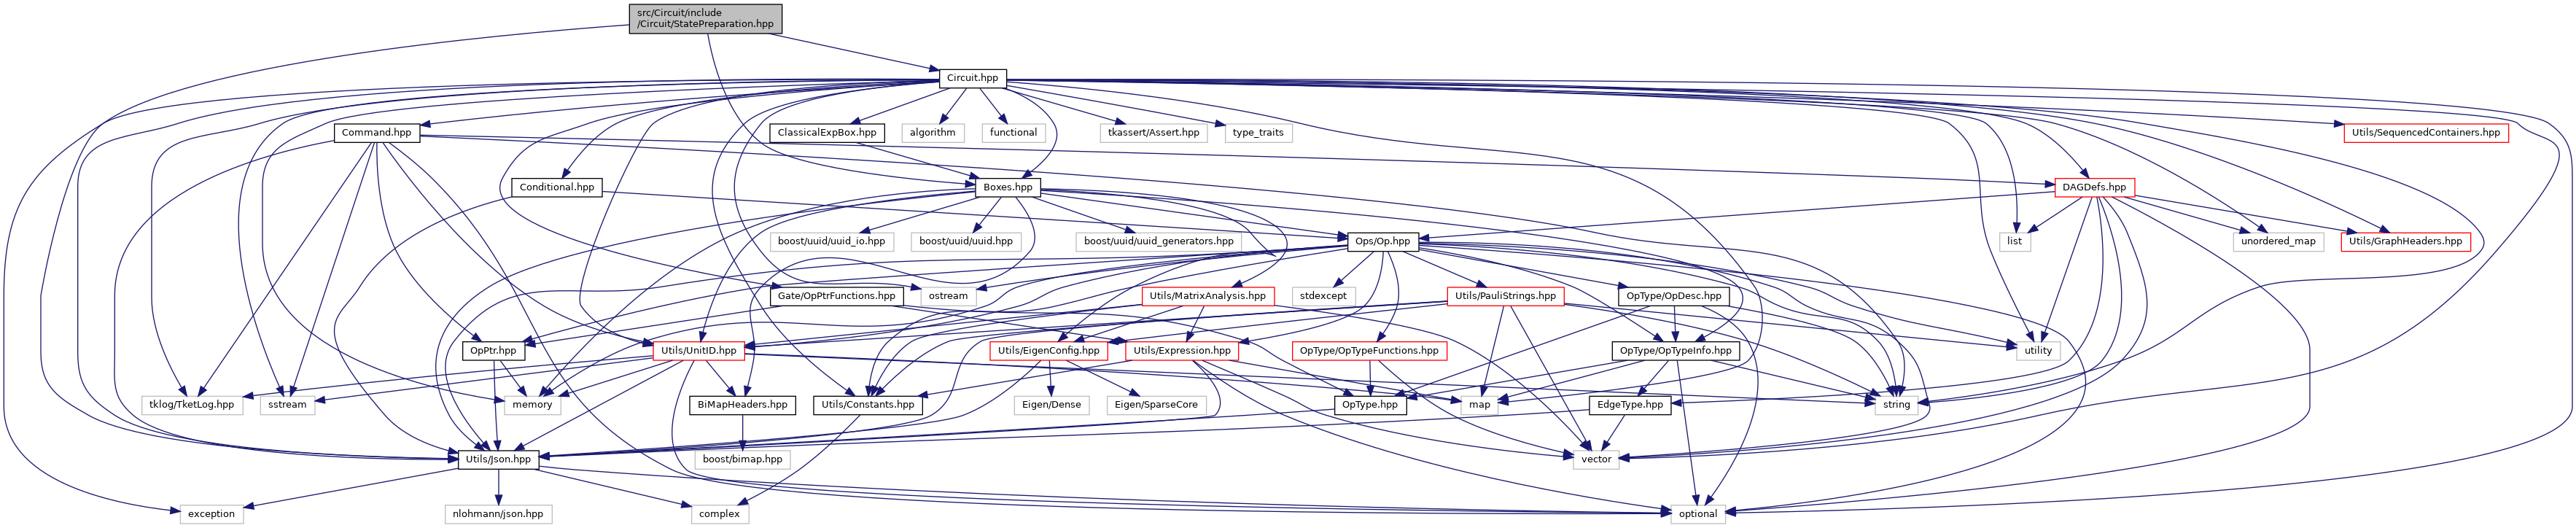 src/Circuit/include
/Circuit/StatePreparation.hpp
Circuit.hpp
Command.hpp
ClassicalExpBox.hpp
algorithm
functional
tkassert/Assert.hpp
type_traits
Utils/SequencedContainers.hpp
Conditional.hpp
Boxes.hpp
DAGDefs.hpp
boost/uuid/uuid_io.hpp
boost/uuid/uuid.hpp
boost/uuid/uuid_generators.hpp
Ops/Op.hpp
list
unordered_map
Utils/GraphHeaders.hpp
Gate/OpPtrFunctions.hpp
ostream
Utils/MatrixAnalysis.hpp
stdexcept
Utils/PauliStrings.hpp
OpType/OpDesc.hpp
OpPtr.hpp
Utils/UnitID.hpp
Utils/EigenConfig.hpp
Utils/Expression.hpp
OpType/OpTypeFunctions.hpp
OpType/OpTypeInfo.hpp
utility
tklog/TketLog.hpp
sstream
memory
BiMapHeaders.hpp
Utils/Constants.hpp
Eigen/Dense
Eigen/SparseCore
OpType.hpp
map
EdgeType.hpp
string
Utils/Json.hpp
boost/bimap.hpp
vector
exception
nlohmann/json.hpp
complex
optional